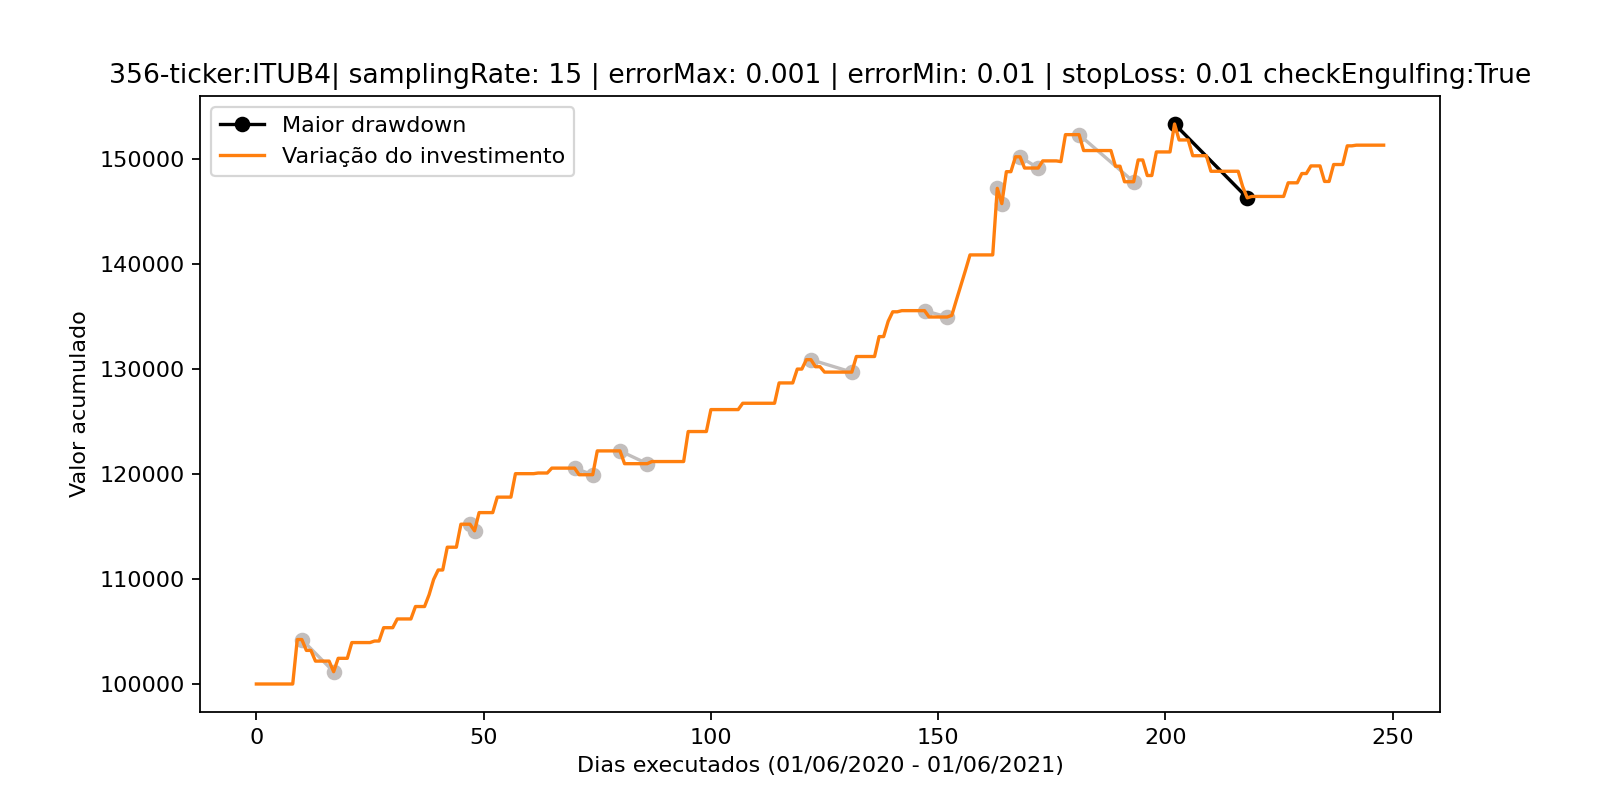 356-ticker:ITUB4| samplingRate: 15 | errorMax: 0.001 | errorMin: 0.01 | stopLoss: 0.01 checkEngulfing:True
Maior drawdown
Variação do investimento
Valor acumulado
150000
140000
130000
120000
110000
100000
0 50 100 150 200 250
Dias executados (01/06/2020 - 01/06/2021)